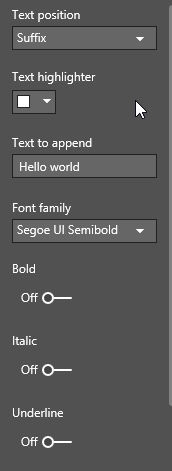 Text position
Suffix
Text highlighter
Text to append
Hello world
Font family
Segoe UI Semibold
Bold
Off
Italic
Off
Underline
Off